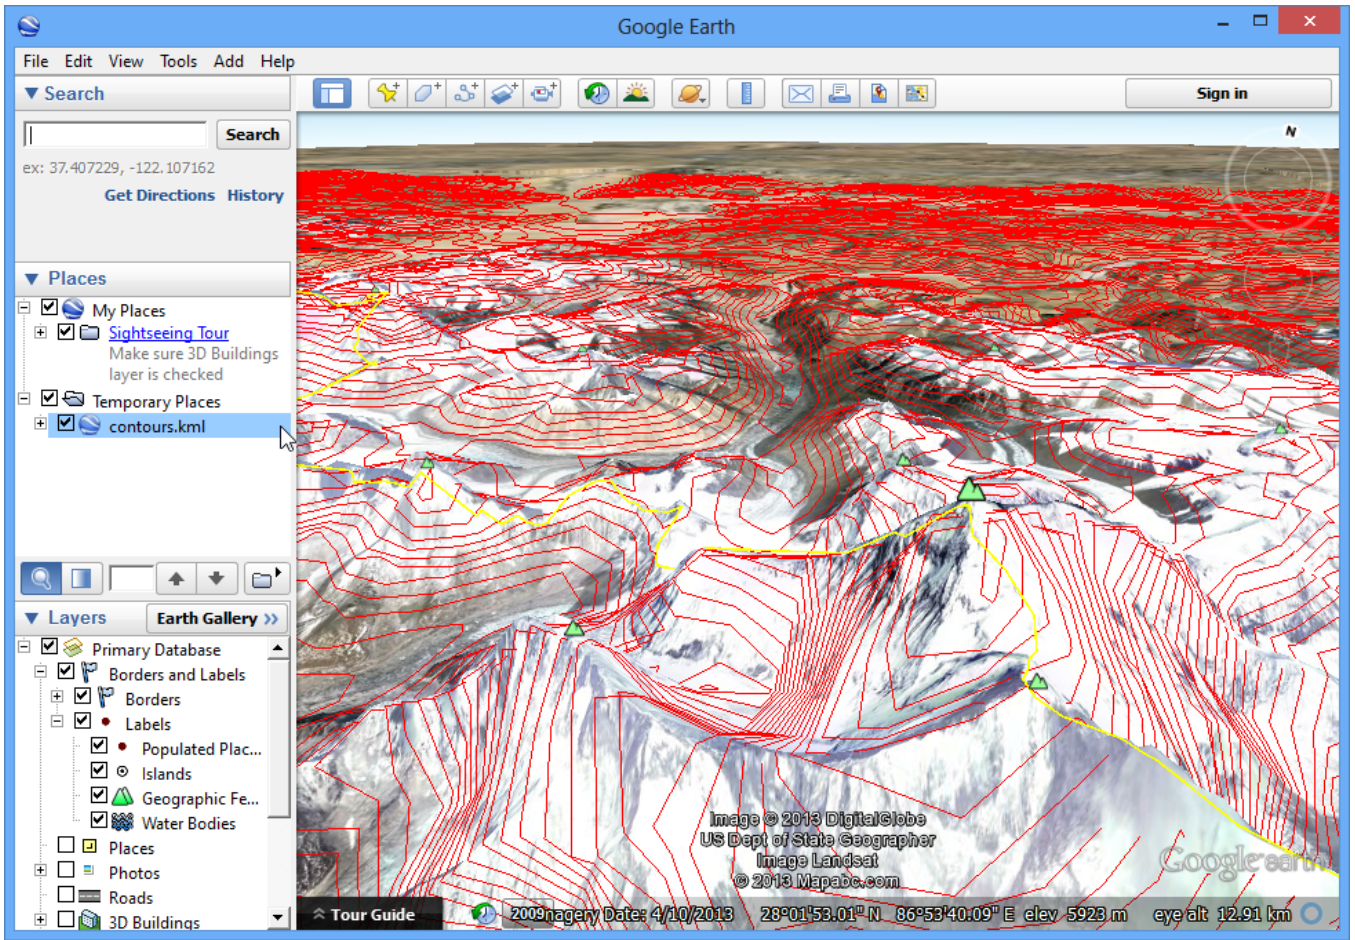 Google Earth
File Edit View Tools Add Help
Search
Sign in
N
Search
ex: 37.407229, -122.107162
Get Directions History
Places
My Places
Sightseeing Tour
Make sure 3D Buildings
layer is checked
Temporary Places
contours.kml
Layers
Earth Gallery >>
Primary Database
Borders and Labels
Borders
Labels
Populated Plac...
Islands
Geographic Fe...
Water Bodies
Places
Photos
Roads
3D Buildings
Image © 2013 DigitalGlobe
US Dept of State Geographer
Image Landsat
© 2013 Mapabc.com
Google earth
Tour Guide
2009 nagery Date: 4/10/2013 28°01'53.01" N 86°53'40.09" E elev 5923 m eye alt 12.91 km